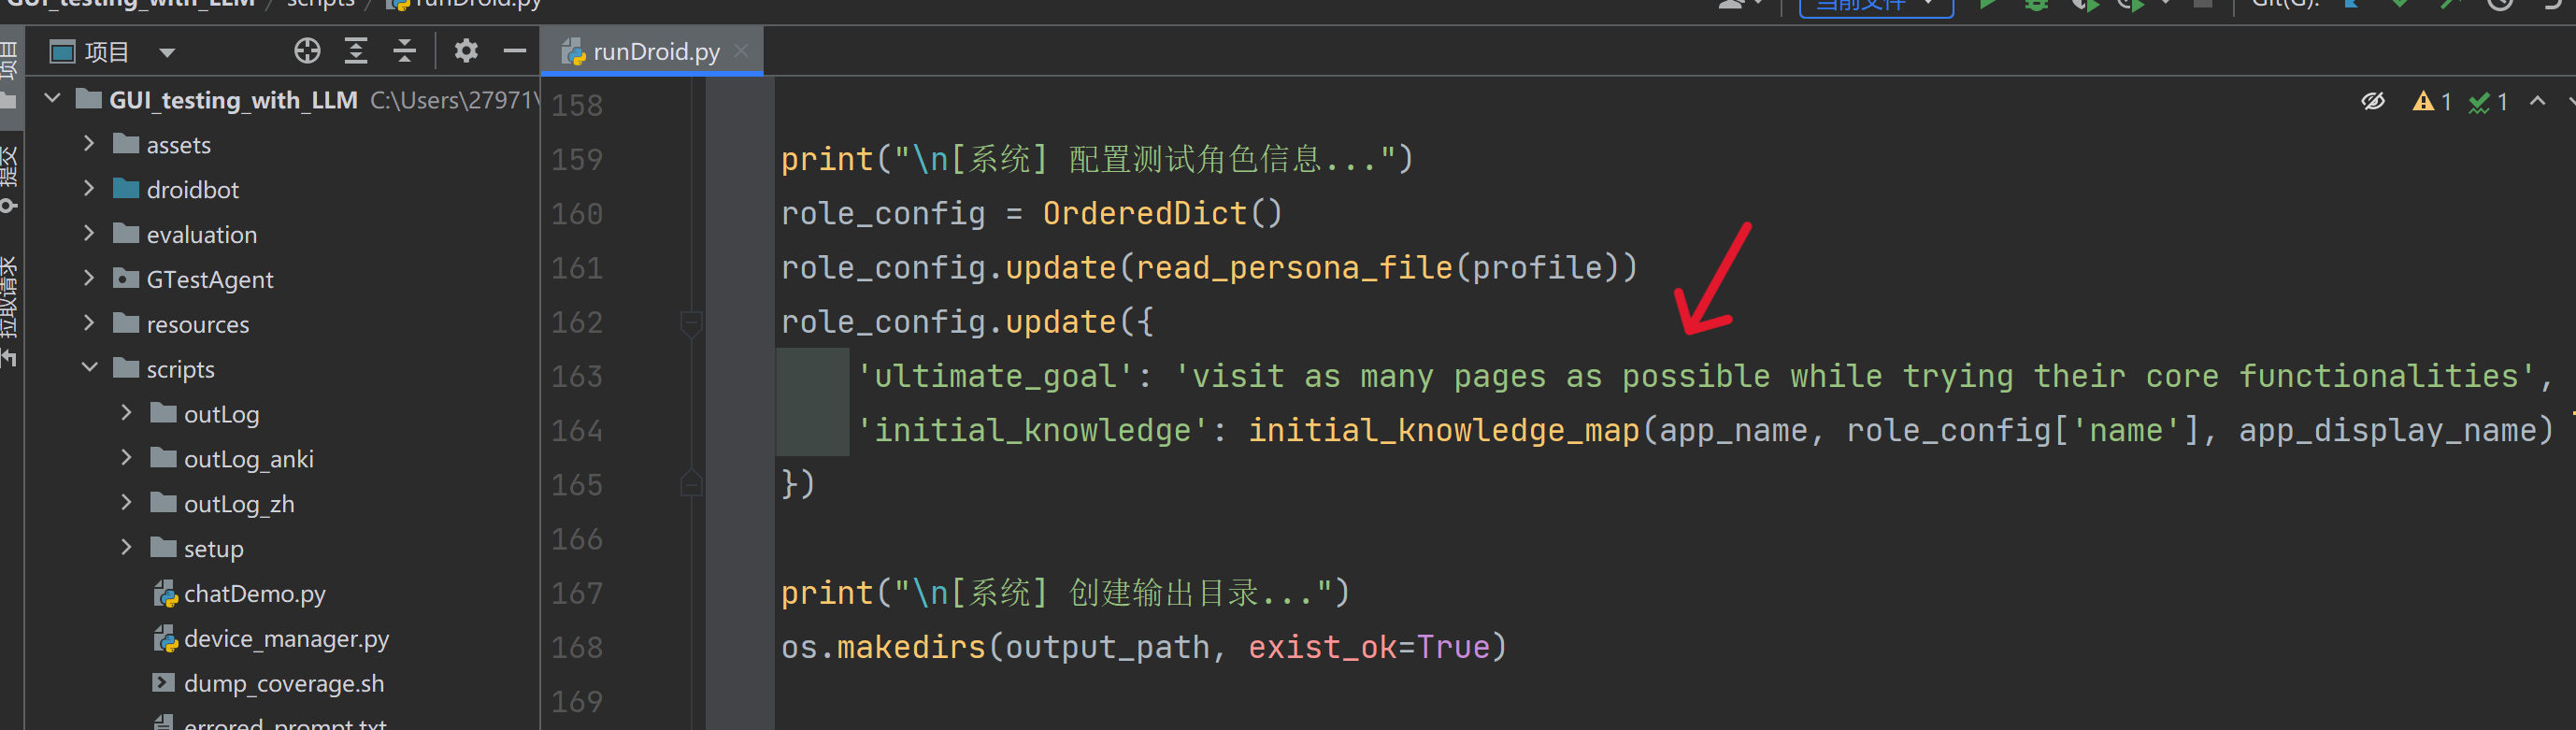 GUI_testing_with_LLM / scripts / runDroid.py
当前文件
Git(G):
项目
runDroid.py
项目
提交
拉取请求
GUI_testing_with_LLM C:\Users\27971\
assets
droidbot
evaluation
GTestAgent
resources
scripts
outLog
outLog_anki
outLog_zh
setup
chatDemo.py
device_manager.py
dump_coverage.sh
errored_prompt.txt
1 1
158
159 print("\n[系统] 配置测试角色信息...")
160 role_config = OrderedDict()
161 role_config.update(read_persona_file(profile))
162 role_config.update({
163 'ultimate_goal': 'visit as many pages as possible while trying their core functionalities',
164 'initial_knowledge': initial_knowledge_map(app_name, role_config['name'], app_display_name)
165 })
166
167 print("\n[系统] 创建输出目录...")
168 os.makedirs(output_path, exist_ok=True)
169